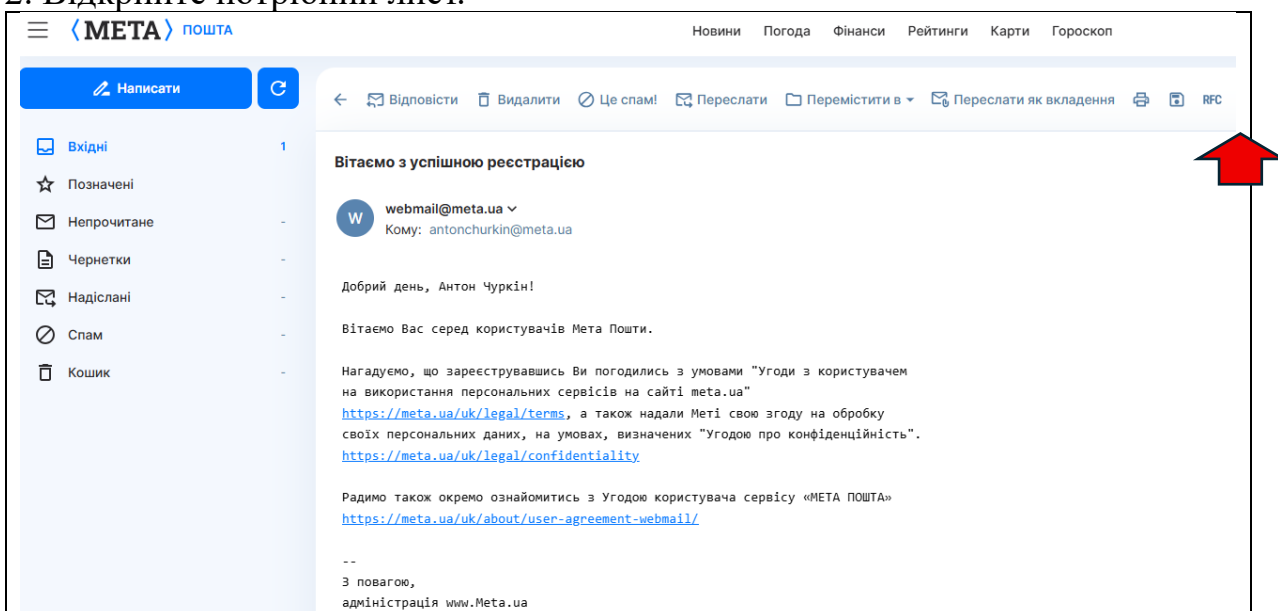 2. Відкрийте потрібний лист.
〈META〉 ПОШТА
Новини Погода Фінанси Рейтинги Карти Гороскоп
Написати
Відповісти Видалити Це спам! Переслати Перемістити в Переслати як вкладення RFC
Вхідні 1
Позначені
Непрочитане -
Чернетки -
Надіслані -
Спам -
Кошик -
Вітаємо з успішною реєстрацією
W
webmail@meta.ua
Кому: antonchurkin@meta.ua
Добрий день, Антон Чуркін!
Вітаємо Вас серед користувачів Мета Пошти.
Нагадуємо, що зареєструвавшись Ви погодились з умовами "Угоди з користувачем
на використання персональних сервісів на сайті meta.ua"
https://meta.ua/uk/legal/terms, а також надали Меті свою згоду на обробку
своїх персональних даних, на умовах, визначених "Угодою про конфіденційність".
https://meta.ua/uk/legal/confidentiality
Радимо також окремо ознайомитись з Угодою користувача сервісу «МЕТА ПОШТА»
https://meta.ua/uk/about/user-agreement-webmail/
--
З повагою,
адміністрація www.Meta.ua